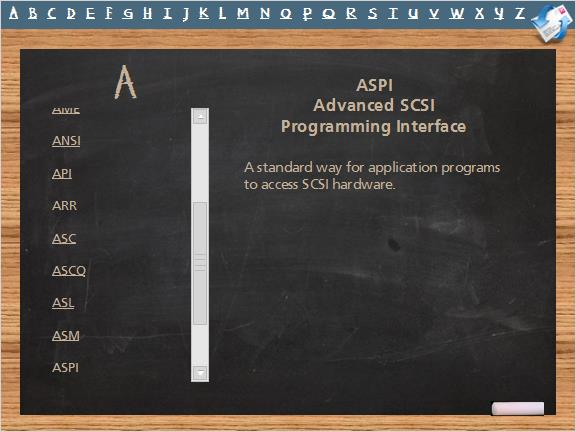 A B C D E F G H I J K L M N O P Q R S T U V W X Y Z
A
AME
ANSI
API
ARR
ASC
ASCQ
ASL
ASM
ASPI
ASPI
Advanced SCSI
Programming Interface
A standard way for application programs
to access SCSI hardware.